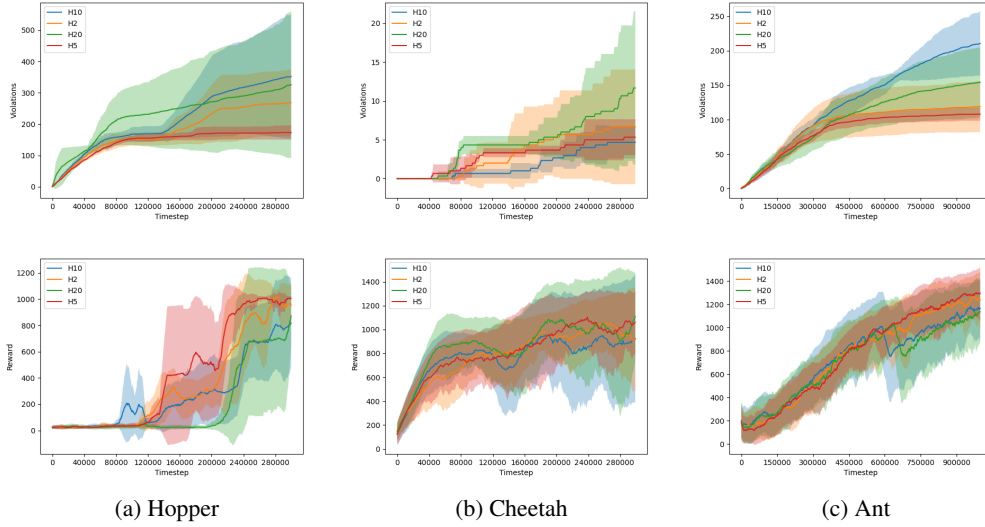 H10
H2
H20
H5
Violations
500
400
300
200
100
0
0 40000 80000 120000 160000 200000 240000 280000
Timestep
H10
H2
H20
H5
Violations
20
15
10
5
0
0 40000 80000 120000 160000 200000 240000 280000
Timestep
H10
H2
H20
H5
Violations
250
200
150
100
50
0
0 150000 300000 450000 600000 750000 900000
Timestep
H10
H2
H20
H5
Reward
1200
1000
800
600
400
200
0
0 40000 80000 120000 160000 200000 240000 280000
Timestep
H10
H2
H20
H5
Reward
1400
1200
1000
800
600
400
200
0
0 40000 80000 120000 160000 200000 240000 280000
Timestep
H10
H2
H20
H5
Reward
1400
1200
1000
800
600
400
200
0
0 150000 300000 450000 600000 750000 900000
Timestep
(a) Hopper
(b) Cheetah
(c) Ant